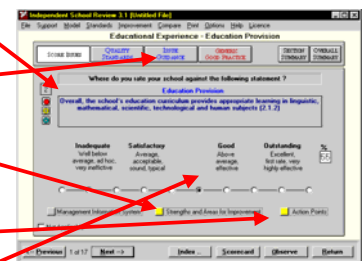 Independent School Review 3.1 [Untitled File]
File Support Model Standards Improvement Compare Print Options Help Licence
Educational Experience - Education Provision
SCORE ISSUES
QUALITY STANDARDS
ISSUE GUIDANCE
GENERIC GOOD PRACTICE
SECTION SUMMARY
OVERALL SUMMARY
Where do you rate your school against the following statement ?
Education Provision
Overall, the school's education curriculum provides appropriate learning in linguistic,
mathematical, scientific, technological and human subjects (2.1.2)
Inadequate Satisfactory Good Outstanding %
Well below average, ad hoc, very ineffective
Average, acceptable, sound, typical
Above average, effective
Excellent, first rate, very highly effective
Management Information System Strengths and Areas for Improvement Action Points
Previous 1 of 17 Next --> Index .. Scorecard Observe Return